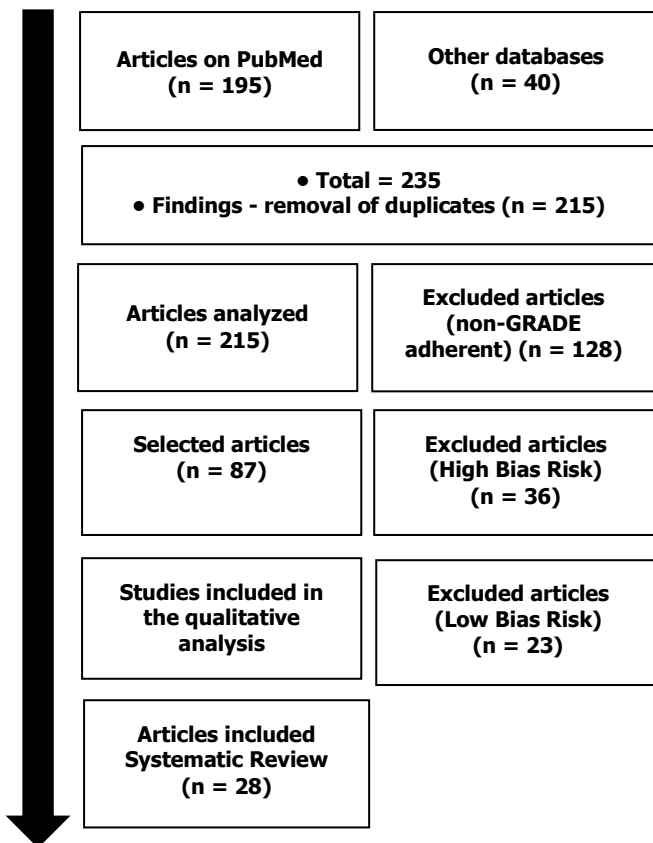 Articles on PubMed
(n = 195)
Other databases
(n = 40)
● Total = 235
● Findings - removal of duplicates (n = 215)
Articles analyzed
(n = 215)
Excluded articles
(non-GRADE
adherent) (n = 128)
Selected articles
(n = 87)
Excluded articles
(High Bias Risk)
(n = 36)
Studies included in
the qualitative
analysis
Excluded articles
(Low Bias Risk)
(n = 23)
Articles included
Systematic Review
(n = 28)